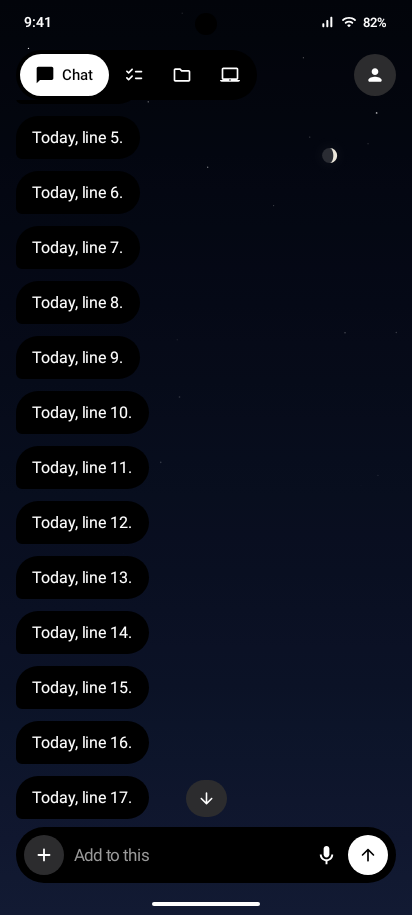 9:41
82%
Chat
Today, line 5.
Today, line 6.
Today, line 7.
Today, line 8.
Today, line 9.
Today, line 10.
Today, line 11.
Today, line 12.
Today, line 13.
Today, line 14.
Today, line 15.
Today, line 16.
Today, line 17.
Add to this